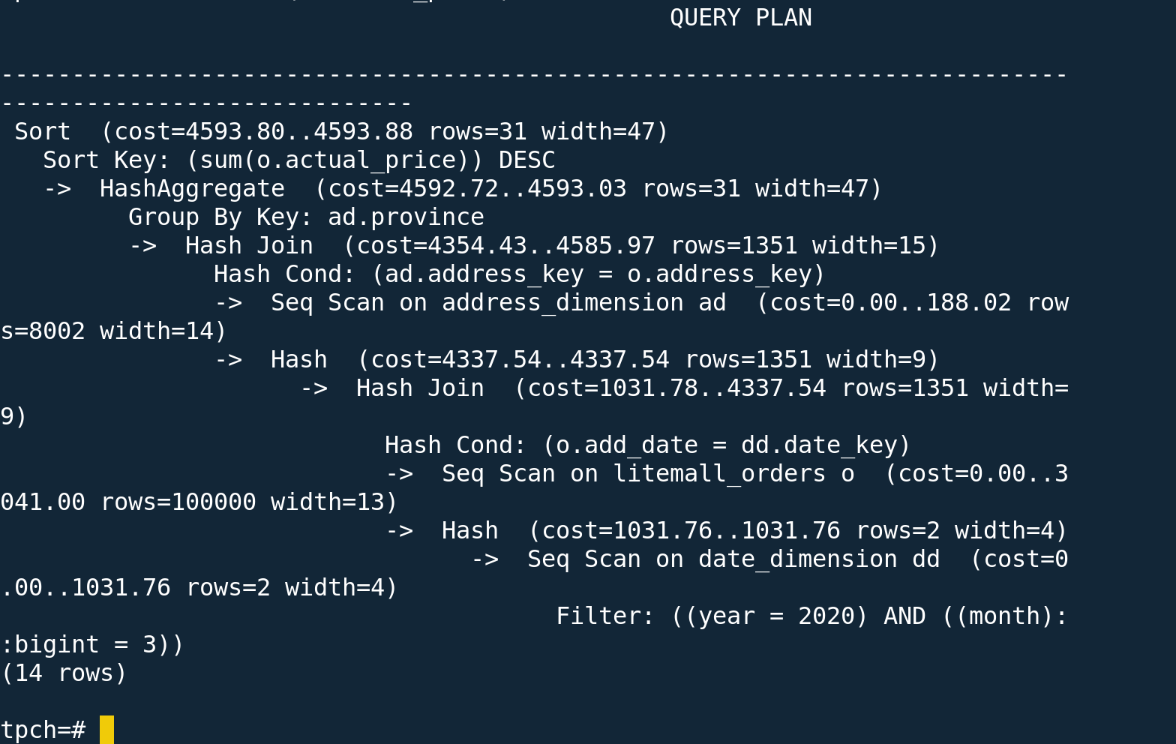 QUERY PLAN
---------------------------------------------------------------------------
-----------------------------
Sort  (cost=4593.80..4593.88 rows=31 width=47)
Sort Key: (sum(o.actual_price)) DESC
->  HashAggregate  (cost=4592.72..4593.03 rows=31 width=47)
Group By Key: ad.province
->  Hash Join  (cost=4354.43..4585.97 rows=1351 width=15)
Hash Cond: (ad.address_key = o.address_key)
->  Seq Scan on address_dimension ad  (cost=0.00..188.02 row
s=8002 width=14)
->  Hash  (cost=4337.54..4337.54 rows=1351 width=9)
->  Hash Join  (cost=1031.78..4337.54 rows=1351 width=
9)
Hash Cond: (o.add_date = dd.date_key)
->  Seq Scan on litemall_orders o  (cost=0.00..3
041.00 rows=100000 width=13)
->  Hash  (cost=1031.76..1031.76 rows=2 width=4)
->  Seq Scan on date_dimension dd  (cost=0
.00..1031.76 rows=2 width=4)
Filter: ((year = 2020) AND ((month):
:bigint = 3))
(14 rows)
tpch=#